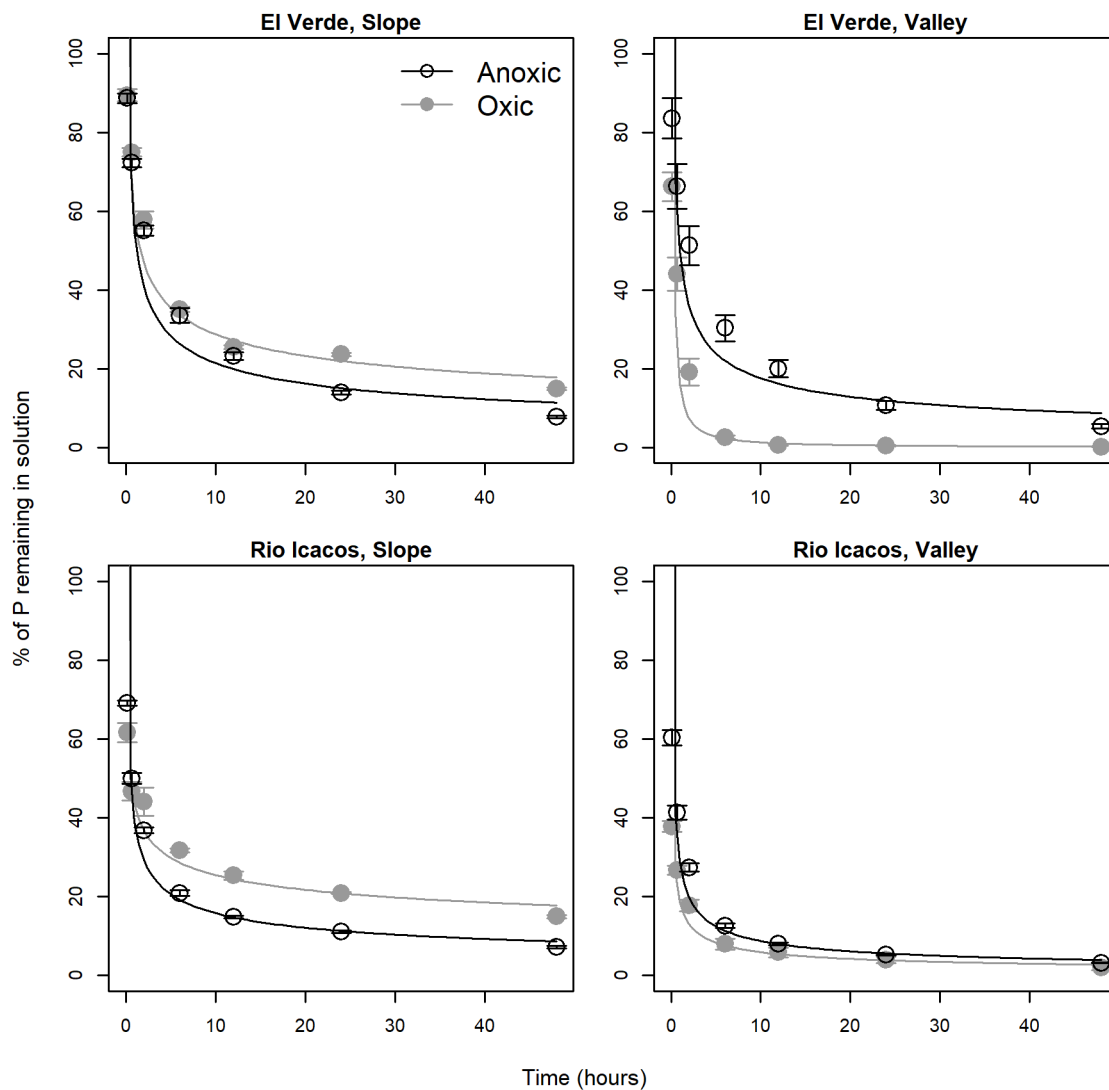 El Verde, Slope
El Verde, Valley
Anoxic
Oxic
100
80
60
40
20
0
0 10 20 30 40
100
80
60
40
20
0
0 10 20 30 40
Rio Icacos, Slope
Rio Icacos, Valley
100
80
60
40
20
0
0 10 20 30 40
100
80
60
40
20
0
0 10 20 30 40
% of P remaining in solution
Time (hours)